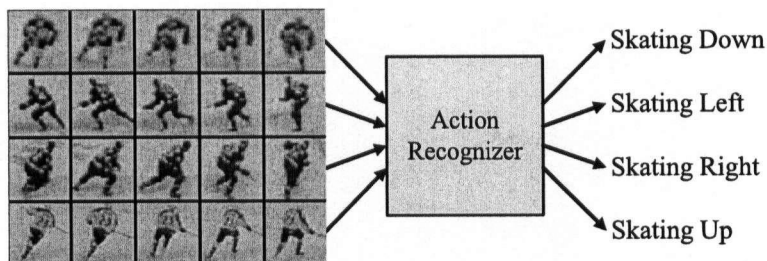 Skating Down
Skating Left
Action
Recognizer
Skating Right
Skating Up